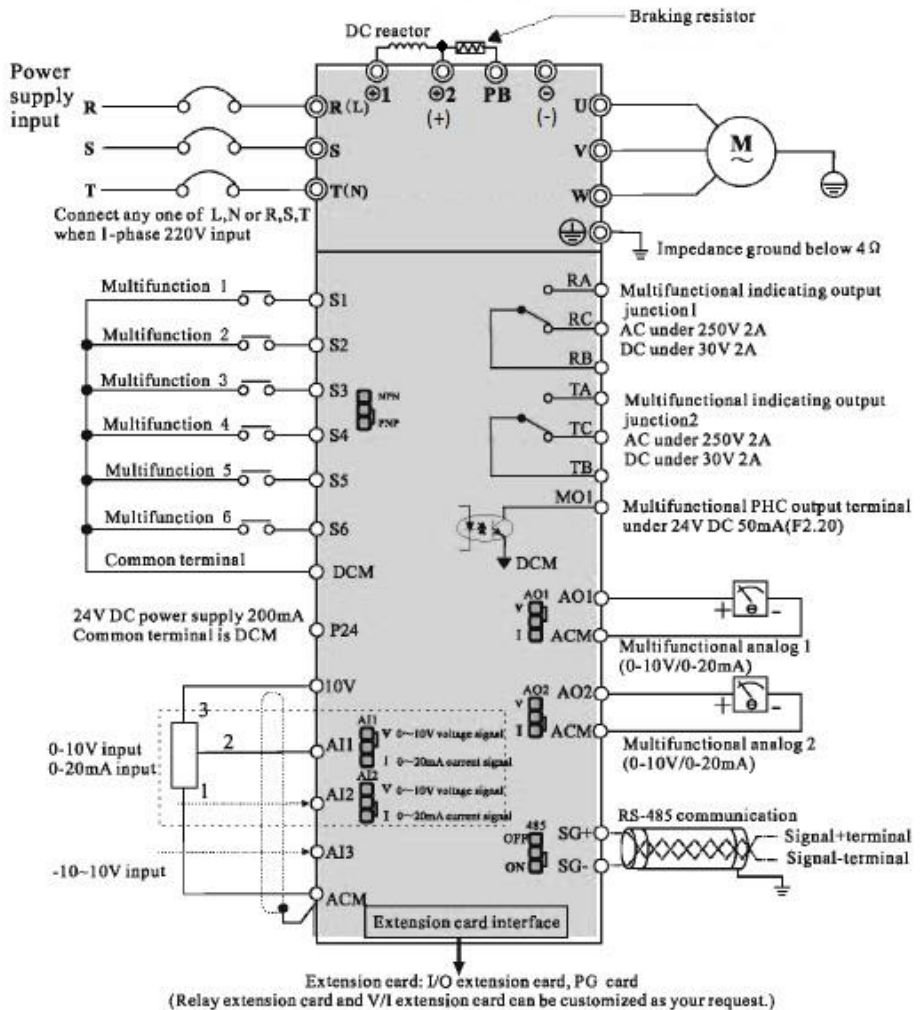 Braking resistor
DC reactor
Power
supply
input
R
R(L)
⊕1
⊕2
(+)
PB
⊖
(-)
U
S
S
V
M
~
T
T(N)
W
Connect any one of L,N or R,S,T
when 1-phase 220V input
Impedance ground below 4Ω
Multifunction 1
S1
Multifunction 2
S2
Multifunction 3
S3
Multifunction 4
S4
Multifunction 5
S5
Multifunction 6
S6
Common terminal
DCM
NPN
PNP
RA
RC
RB
Multifunctional indicating output
junction1
AC under 250V 2A
DC under 30V 2A
TA
TC
TB
Multifunctional indicating output
junction2
AC under 250V 2A
DC under 30V 2A
MO1
Multifunctional PHC output terminal
under 24V DC 50mA(F2.20)
DCM
24V DC power supply 200mA
Common terminal is DCM
P24
AO1
V
I
AO1
ACM
+
-
Multifunctional analog 1
(0-10V/0-20mA)
AO2
V
I
AO2
ACM
+
-
Multifunctional analog 2
(0-10V/0-20mA)
10V
3
2
1
0-10V input
0-20mA input
AI1
AI1
V 0~10V voltage signal
I 0~20mA current signal
AI2
AI2
V 0~10V voltage signal
I 0~20mA current signal
AI3
-10~10V input
ACM
485
OFF
ON
SG+
SG-
RS-485 communication
Signal+terminal
Signal-terminal
Extension card interface
Extension card: I/O extension card, PG card
(Relay extension card and V/I extension card can be customized as your request.)